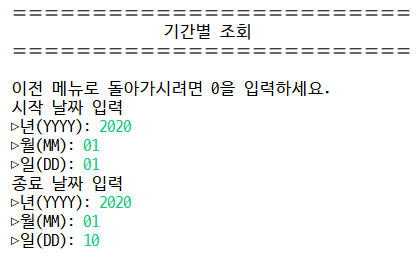 ==========================
기간별 조회
==========================
이전 메뉴로 돌아가시려면 0을 입력하세요.
시작 날짜 입력
▷년(YYYY): 2020
▷월(MM): 01
▷일(DD): 01
종료 날짜 입력
▷년(YYYY): 2020
▷월(MM): 01
▷일(DD): 10